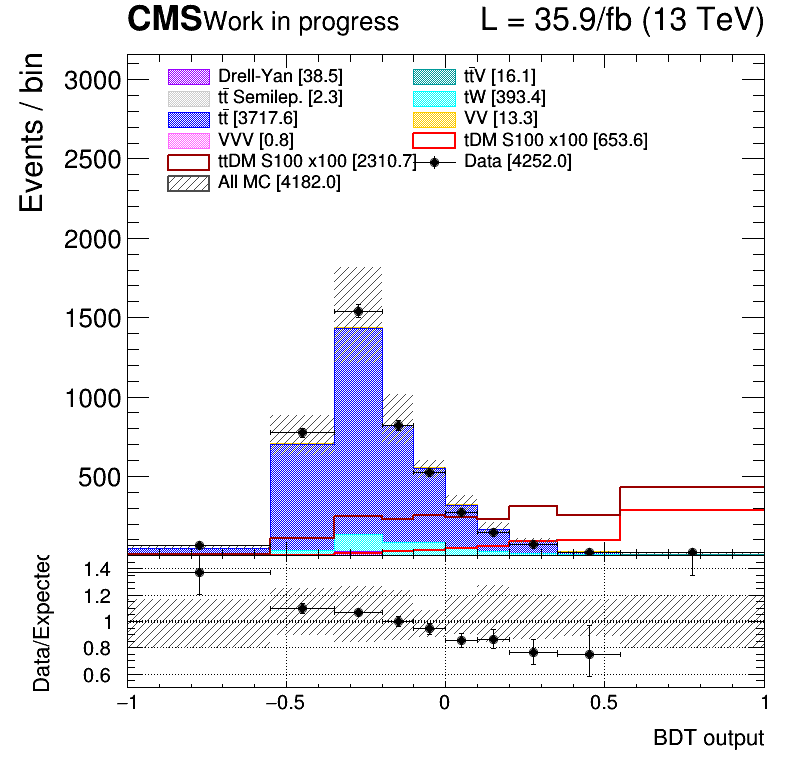 CMS Work in progress L = 35.9/fb (13 TeV)
Events / bin
3000
2500
2000
1500
1000
500
Drell-Yan [38.5] tt̄V [16.1]
tt̄ Semilep. [2.3] tW [393.4]
tt̄ [3717.6] VV [13.3]
VVV [0.8] tDM S100 x100 [653.6]
ttDM S100 x100 [2310.7] Data [4252.0]
All MC [4182.0]
Data/Expected
1.4
1.2
1
0.8
0.6
−1 −0.5 0 0.5 1
BDT output